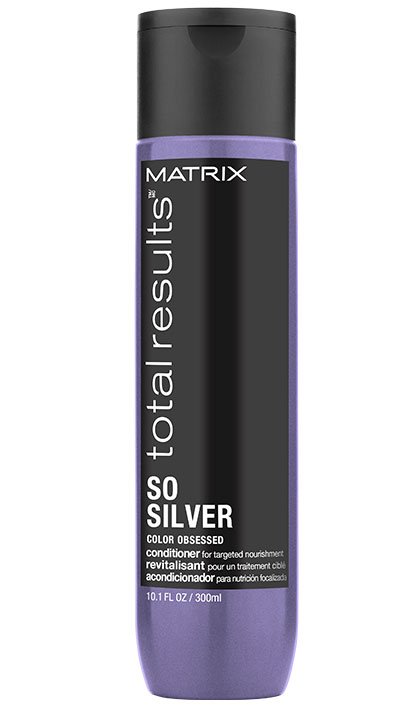 MATRIX
total results
SO
SILVER
COLOR OBSESSED
conditioner for targeted nourishment
revitalisant pour un traitement ciblé
acondicionador para nutrición focalizada
10.1 FL OZ / 300ml